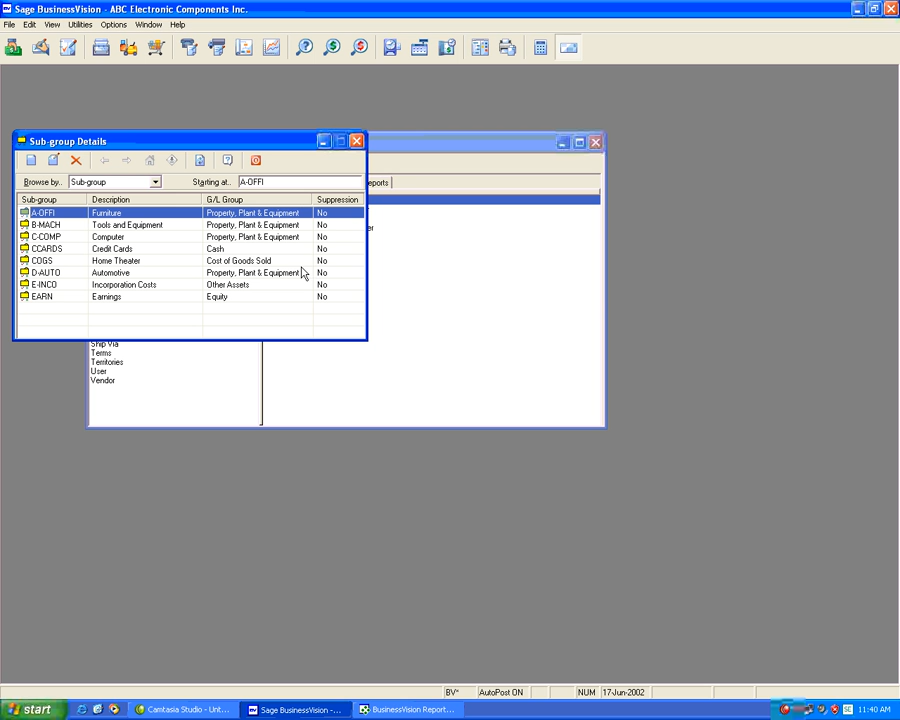 Sage BusinessVision - ABC Electronic Components Inc.
File Edit View Utilities Options Window Help
Sub-group Details
Browse by.. Sub-group Starting at.. A-OFFI
Sub-group Description G/L Group Suppression
A-OFFI Furniture Property, Plant & Equipment No
B-MACH Tools and Equipment Property, Plant & Equipment No
C-COMP Computer Property, Plant & Equipment No
CCARDS Credit Cards Cash No
COGS Home Theater Cost of Goods Sold No
D-AUTO Automotive Property, Plant & Equipment No
E-INCO Incorporation Costs Other Assets No
EARN Earnings Equity No
eports
er
Ship Via
Terms
Territories
User
Vendor
BV* AutoPost ON NUM 17-Jun-2002
start Camtasia Studio - Unt... Sage BusinessVision -... BusinessVision Report... SE 11:40 AM